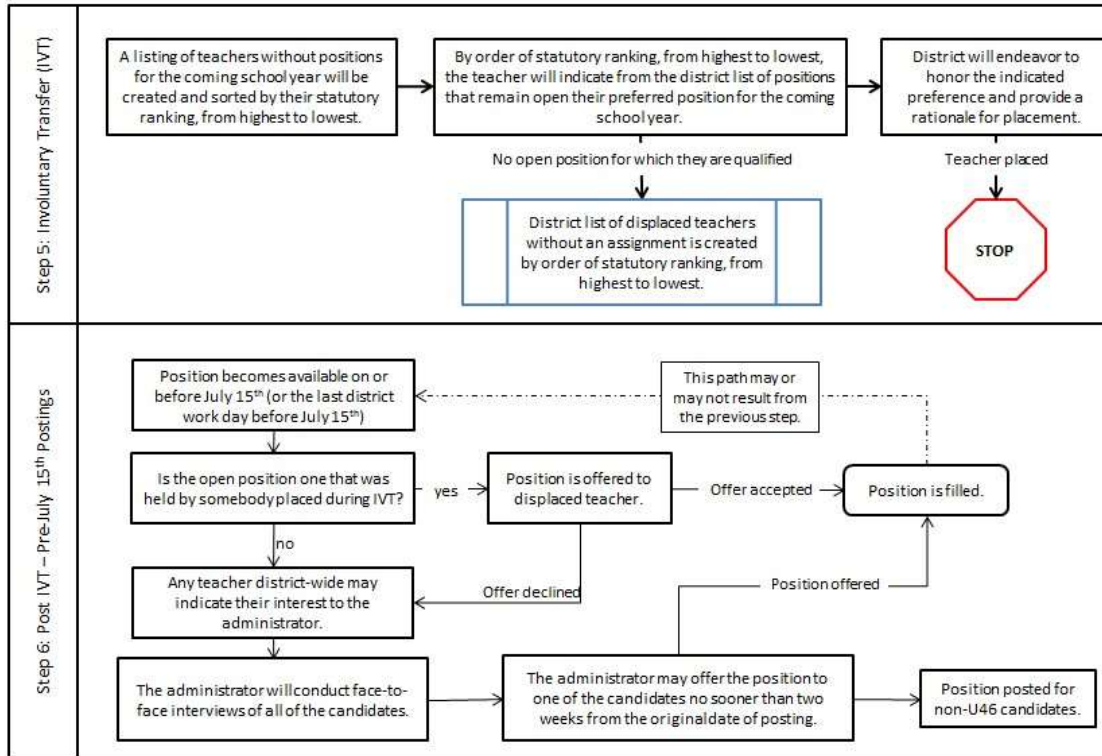 Step 5: Involuntary Transfer (IVT)
A listing of teachers without positions
for the coming school year will be
created and sorted by their statutory
ranking, from highest to lowest.
By order of statutory ranking, from highest to lowest,
the teacher will indicate from the district list of positions
that remain open their preferred position for the coming
school year.
District will endeavor to
honor the indicated
preference and provide a
rationale for placement.
No open position for which they are qualified
Teacher placed
District list of displaced teachers
without an assignment is created
by order of statutory ranking, from
highest to lowest.
STOP
Step 6: Post IVT – Pre-July 15th Postings
Position becomes available on or
before July 15th (or the last district
work day before July 15th)
This path may or
may not result from
the previous step.
Is the open position one that was
held by somebody placed during IVT?
yes
Position is offered to
displaced teacher.
Offer accepted
Position is filled.
no
Any teacher district-wide may
indicate their interest to the
administrator.
Offer declined
Position offered
The administrator will conduct face-to-
face interviews of all of the candidates.
The administrator may offer the position to
one of the candidates no sooner than two
weeks from the original date of posting.
Position posted for
non-U46 candidates.